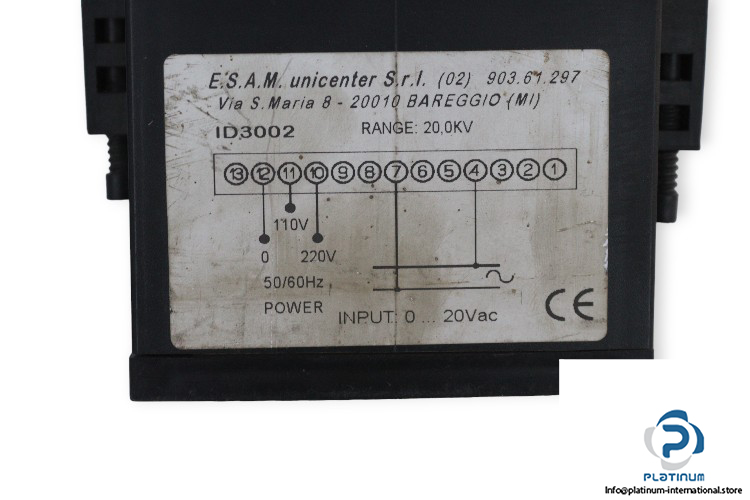 E.S.A.M. unicenter S.r.l. (02) 903.61.297
Via S. Maria 8 - 20010 BAREGGIO (MI)
ID3002 RANGE: 20,0KV
13 12 11 10 9 8 7 6 5 4 3 2 1
110V
0 220V
50/60Hz
POWER
INPUT: 0 ... 20Vac
CE
PLATINUM
Info@platinum-international.store